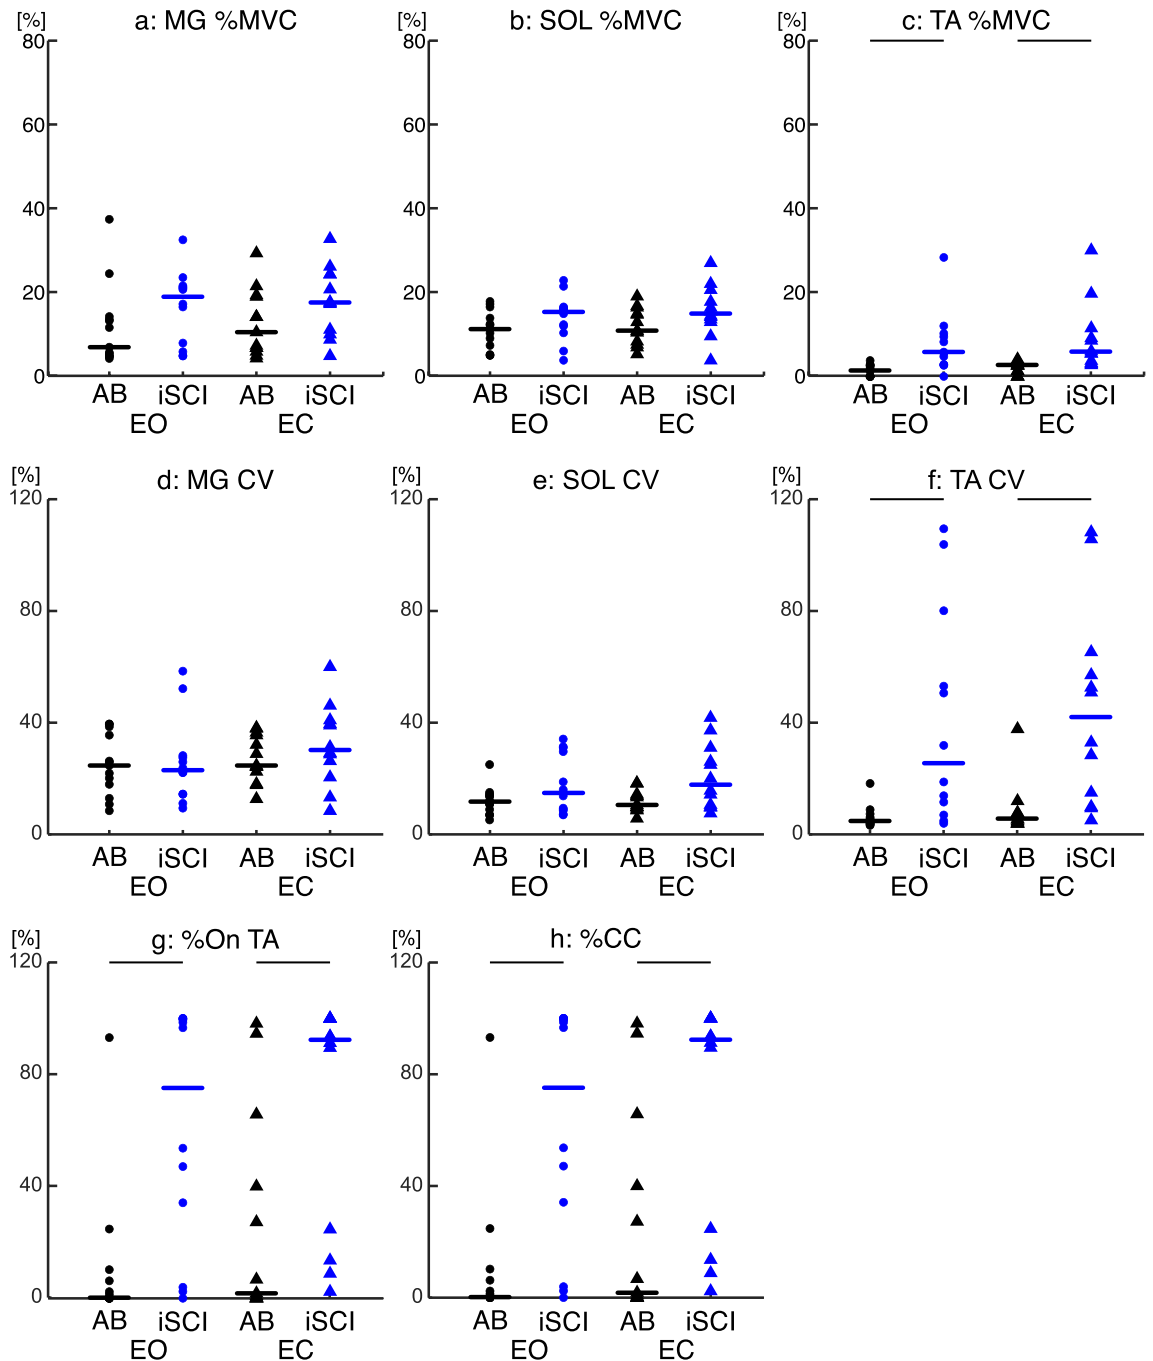 [%] a: MG %MVC
80
60
40
20
0
AB iSCI AB iSCI
EO EC
[%] b: SOL %MVC
80
60
40
20
0
AB iSCI AB iSCI
EO EC
[%] c: TA %MVC
80
60
40
20
0
AB iSCI AB iSCI
EO EC
[%] d: MG CV
120
80
40
0
AB iSCI AB iSCI
EO EC
[%] e: SOL CV
120
80
40
0
AB iSCI AB iSCI
EO EC
[%] f: TA CV
120
80
40
0
AB iSCI AB iSCI
EO EC
[%] g: %On TA
120
80
40
0
AB iSCI AB iSCI
EO EC
[%] h: %CC
120
80
40
0
AB iSCI AB iSCI
EO EC